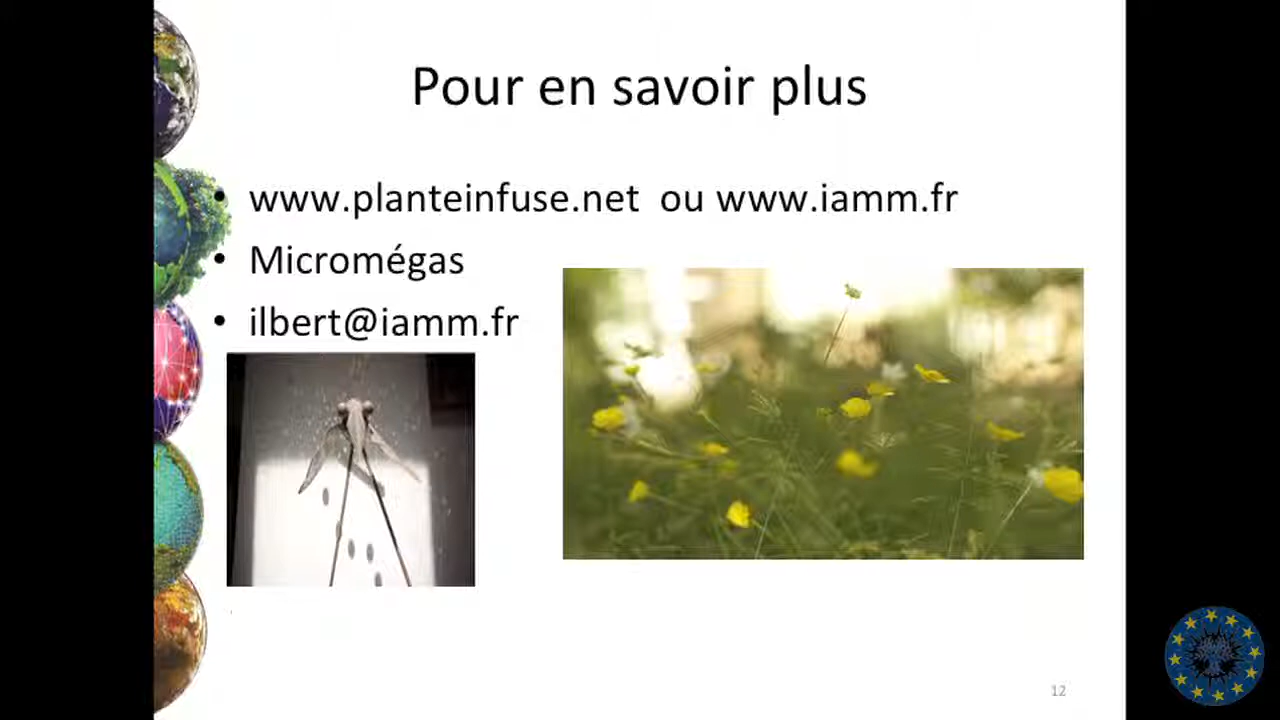 Pour en savoir plus
• www.planteinfuse.net ou www.iamm.fr
• Micromégas
• ilbert@iamm.fr
12